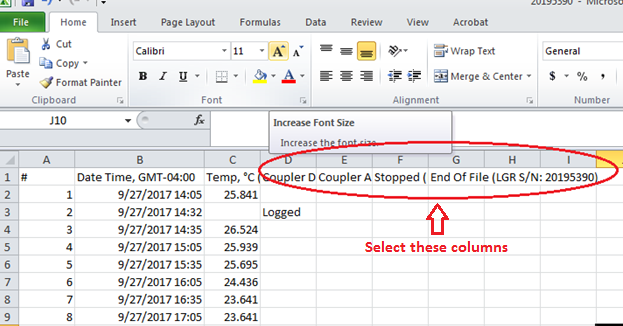 20195390 - Microsof
File Home Insert Page Layout Formulas Data Review View Acrobat
Cut
Copy
Format Painter
Paste
Clipboard
Calibri 11 A A
B I U A
Font
Wrap Text
Merge & Center
Alignment
General
$ % ,
Number
J10 fx
Increase Font Size
Increase the font size.
A B C D E F G H I
1 # Date Time, GMT-04:00 Temp, °C ( Coupler D Coupler A Stopped ( End Of File (LGR S/N: 20195390)
2 1 9/27/2017 14:05 25.841
3 2 9/27/2017 14:32 Logged
4 3 9/27/2017 14:35 26.524
5 4 9/27/2017 15:05 25.939
6 5 9/27/2017 15:35 25.695
7 6 9/27/2017 16:05 24.436
8 7 9/27/2017 16:35 23.641
9 8 9/27/2017 17:05 23.641
Select these columns